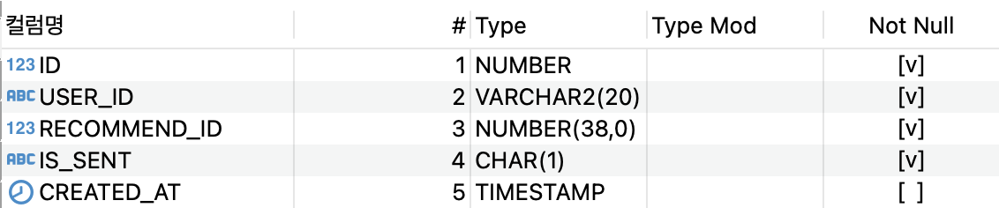 컬럼명 # Type Type Mod Not Null
123 ID 1 NUMBER [v]
ABC USER_ID 2 VARCHAR2(20) [v]
123 RECOMMEND_ID 3 NUMBER(38,0) [v]
ABC IS_SENT 4 CHAR(1) [v]
CREATED_AT 5 TIMESTAMP [ ]